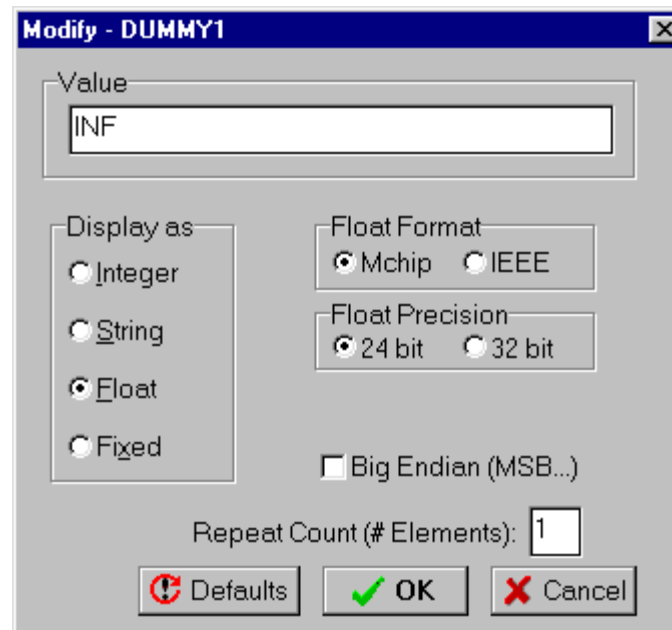 Modify - DUMMY1
Value
INF
Display as
Integer
String
Float
Fixed
Float Format
Mchip IEEE
Float Precision
24 bit 32 bit
Big Endian (MSB...)
Repeat Count (# Elements): 1
Defaults OK Cancel